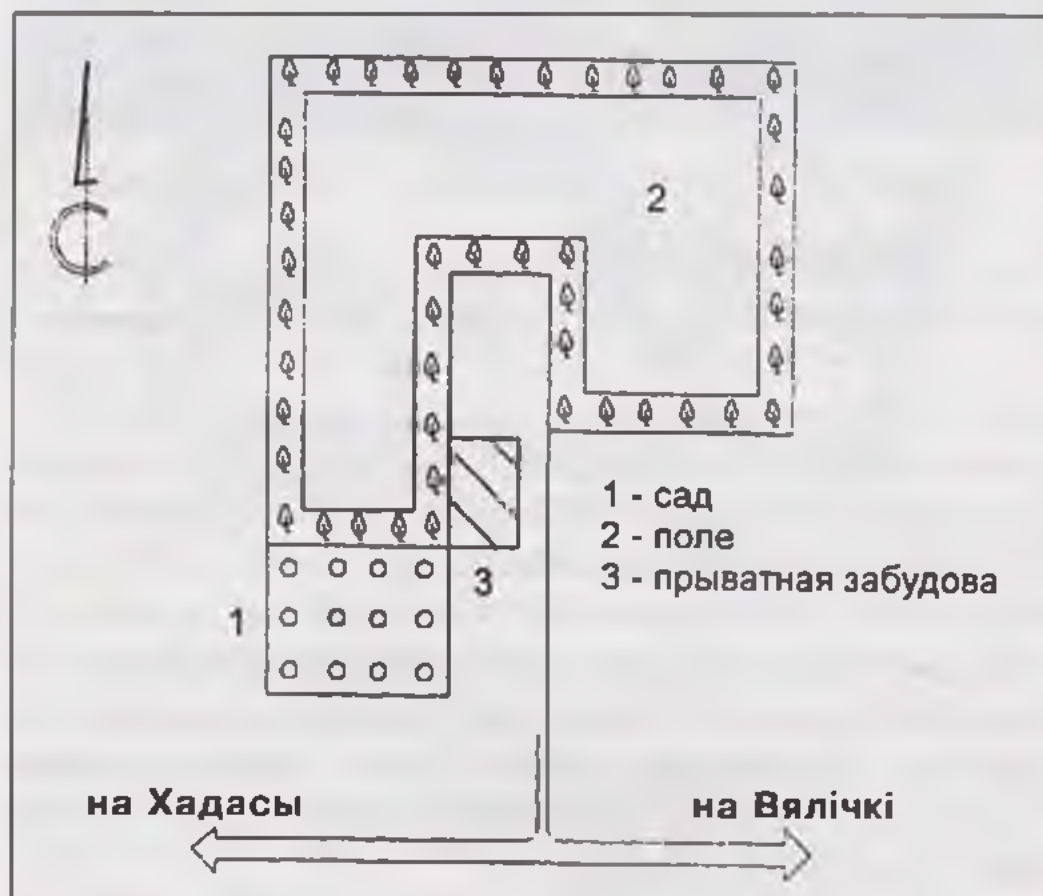 С
2
1 - сад
2 - поле
3 - прыватная забудова
3
1
на Хадасы
на Вялічкі